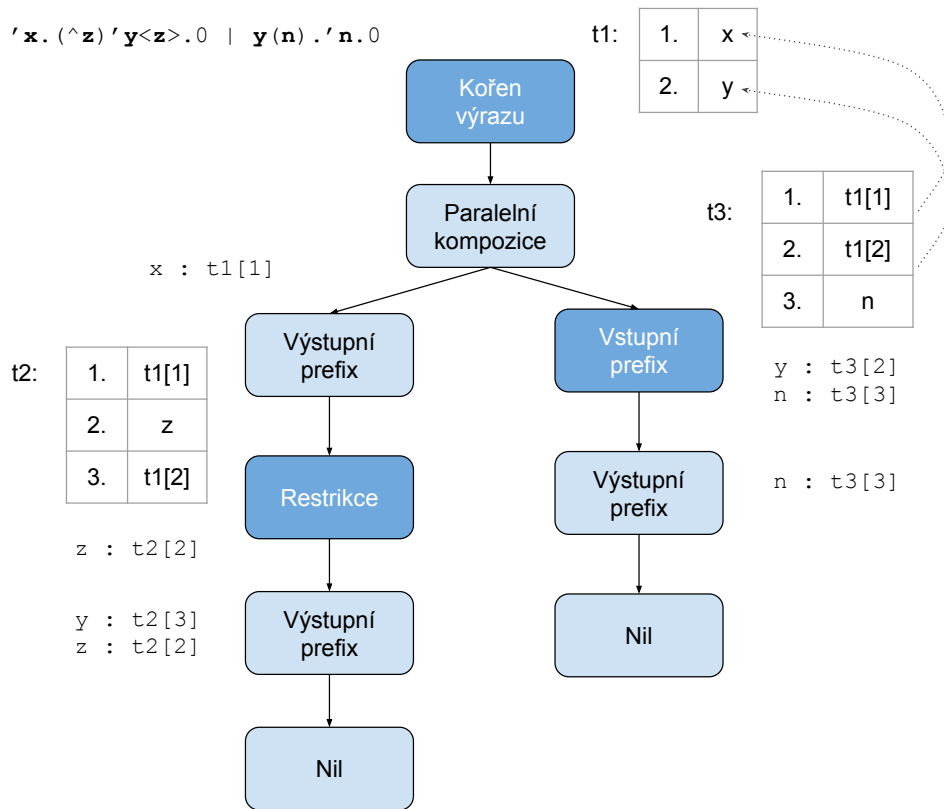 ’x.(^z)’y<z>.0 | y(n).’n.0
t1:
1. x
2. y
Kořen
výrazu
Paralelní
kompozice
t3:
1. t1[1]
2. t1[2]
3. n
x : t1[1]
Výstupní
prefix
Vstupní
prefix
t2:
1. t1[1]
2. z
3. t1[2]
y : t3[2]
n : t3[3]
Restrikce
Výstupní
prefix
n : t3[3]
z : t2[2]
y : t2[3]
z : t2[2]
Výstupní
prefix
Nil
Nil